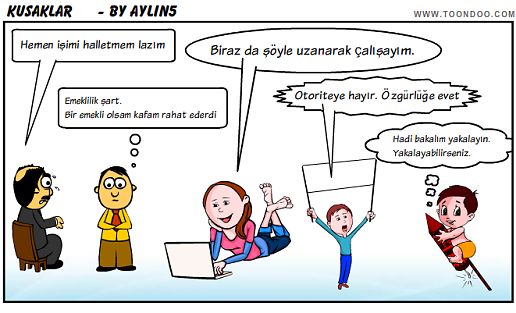 KUSAKLAR - BY AYLIN5
WWW.TOONDOO.COM
Hemen işimi halletmem lazım
Emeklilik şart.
Bir emekli olsam kafam rahat ederdi
Biraz da şöyle uzanarak çalışayım.
Otoriteye hayır. Özgürlüğe evet
Hadi bakalım yakalayın.
Yakalayabilirseniz.